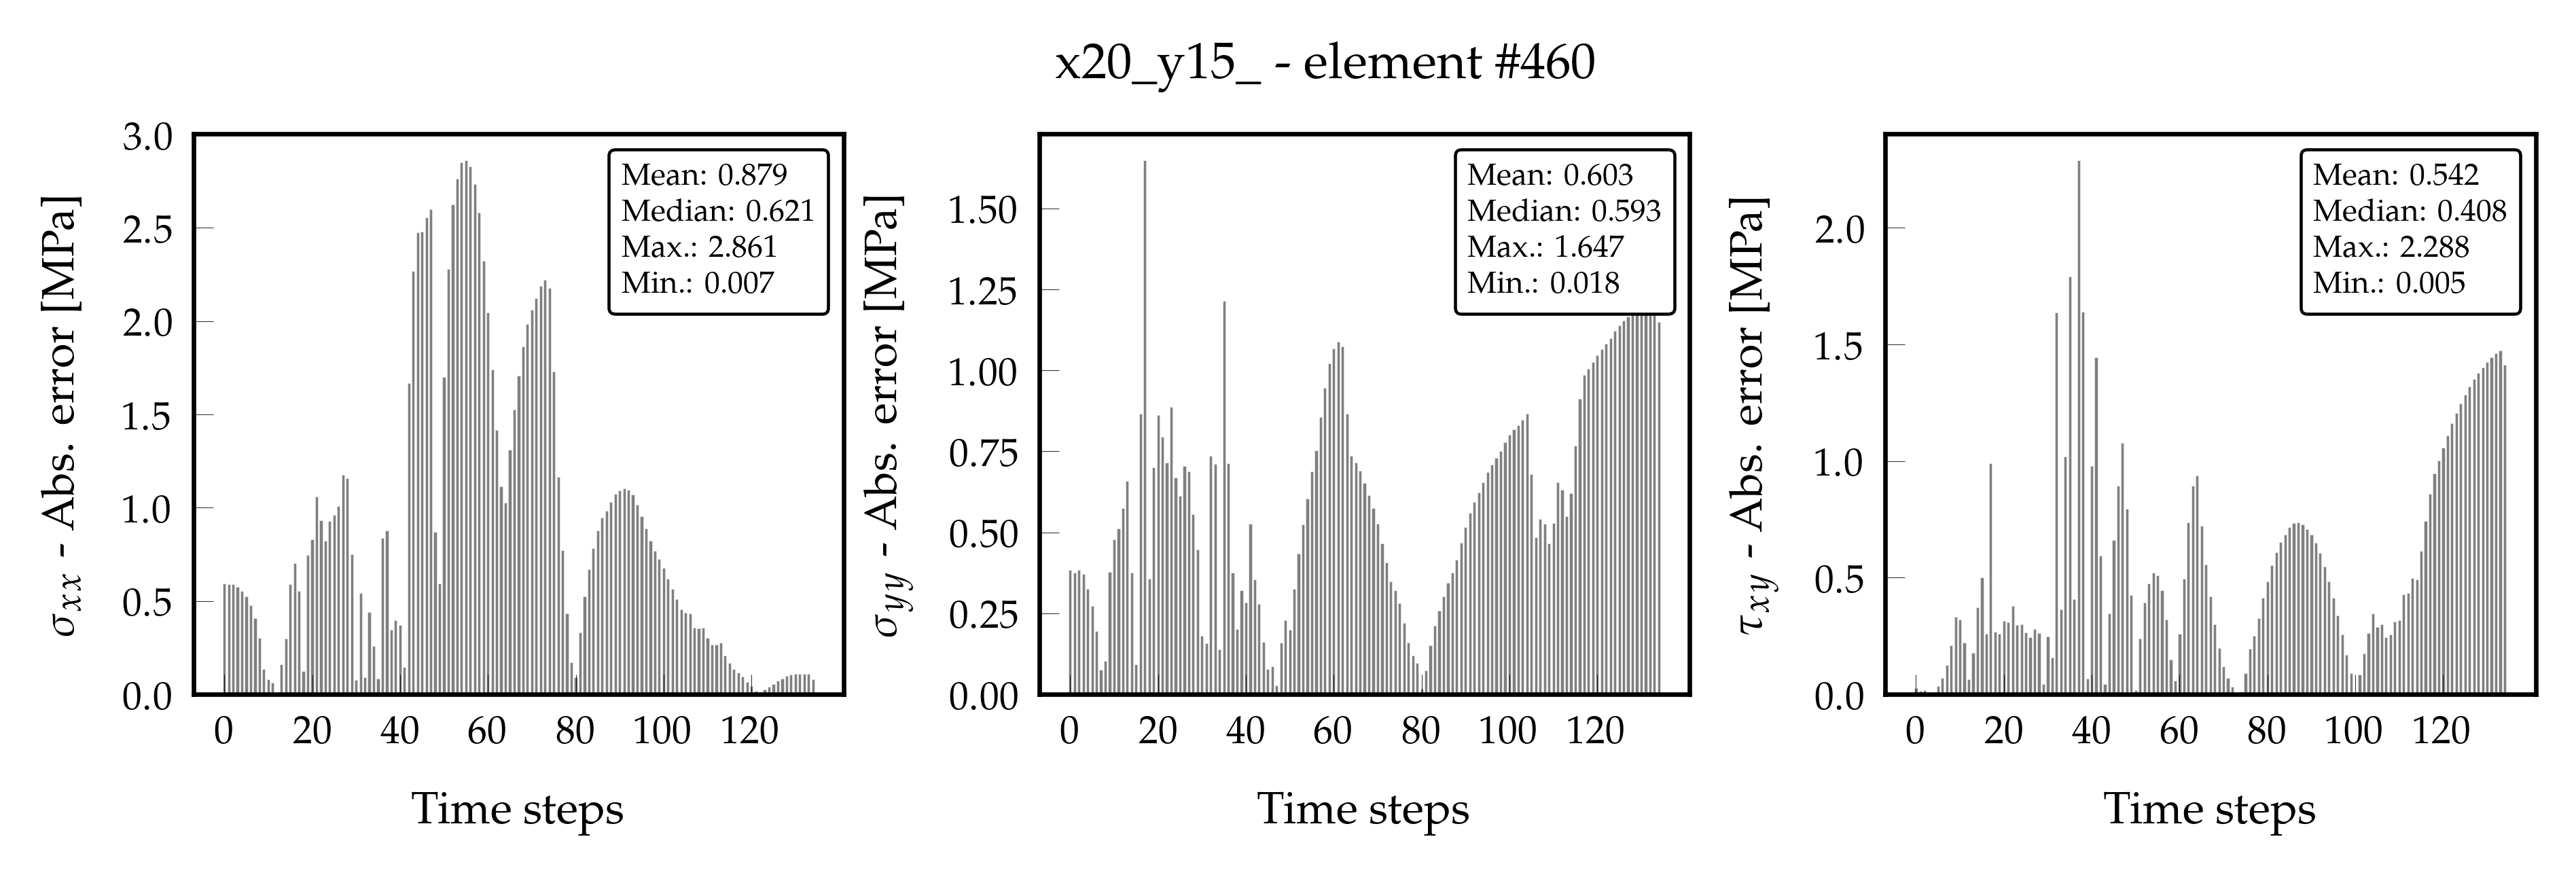 x20_y15_ - element #460
σxx - Abs. error [MPa]
3.0
2.5
2.0
1.5
1.0
0.5
0.0
0 20 40 60 80 100 120
Time steps
Mean: 0.879
Median: 0.621
Max.: 2.861
Min.: 0.007
σyy - Abs. error [MPa]
1.50
1.25
1.00
0.75
0.50
0.25
0.00
0 20 40 60 80 100 120
Time steps
Mean: 0.603
Median: 0.593
Max.: 1.647
Min.: 0.018
τxy - Abs. error [MPa]
2.0
1.5
1.0
0.5
0.0
0 20 40 60 80 100 120
Time steps
Mean: 0.542
Median: 0.408
Max.: 2.288
Min.: 0.005